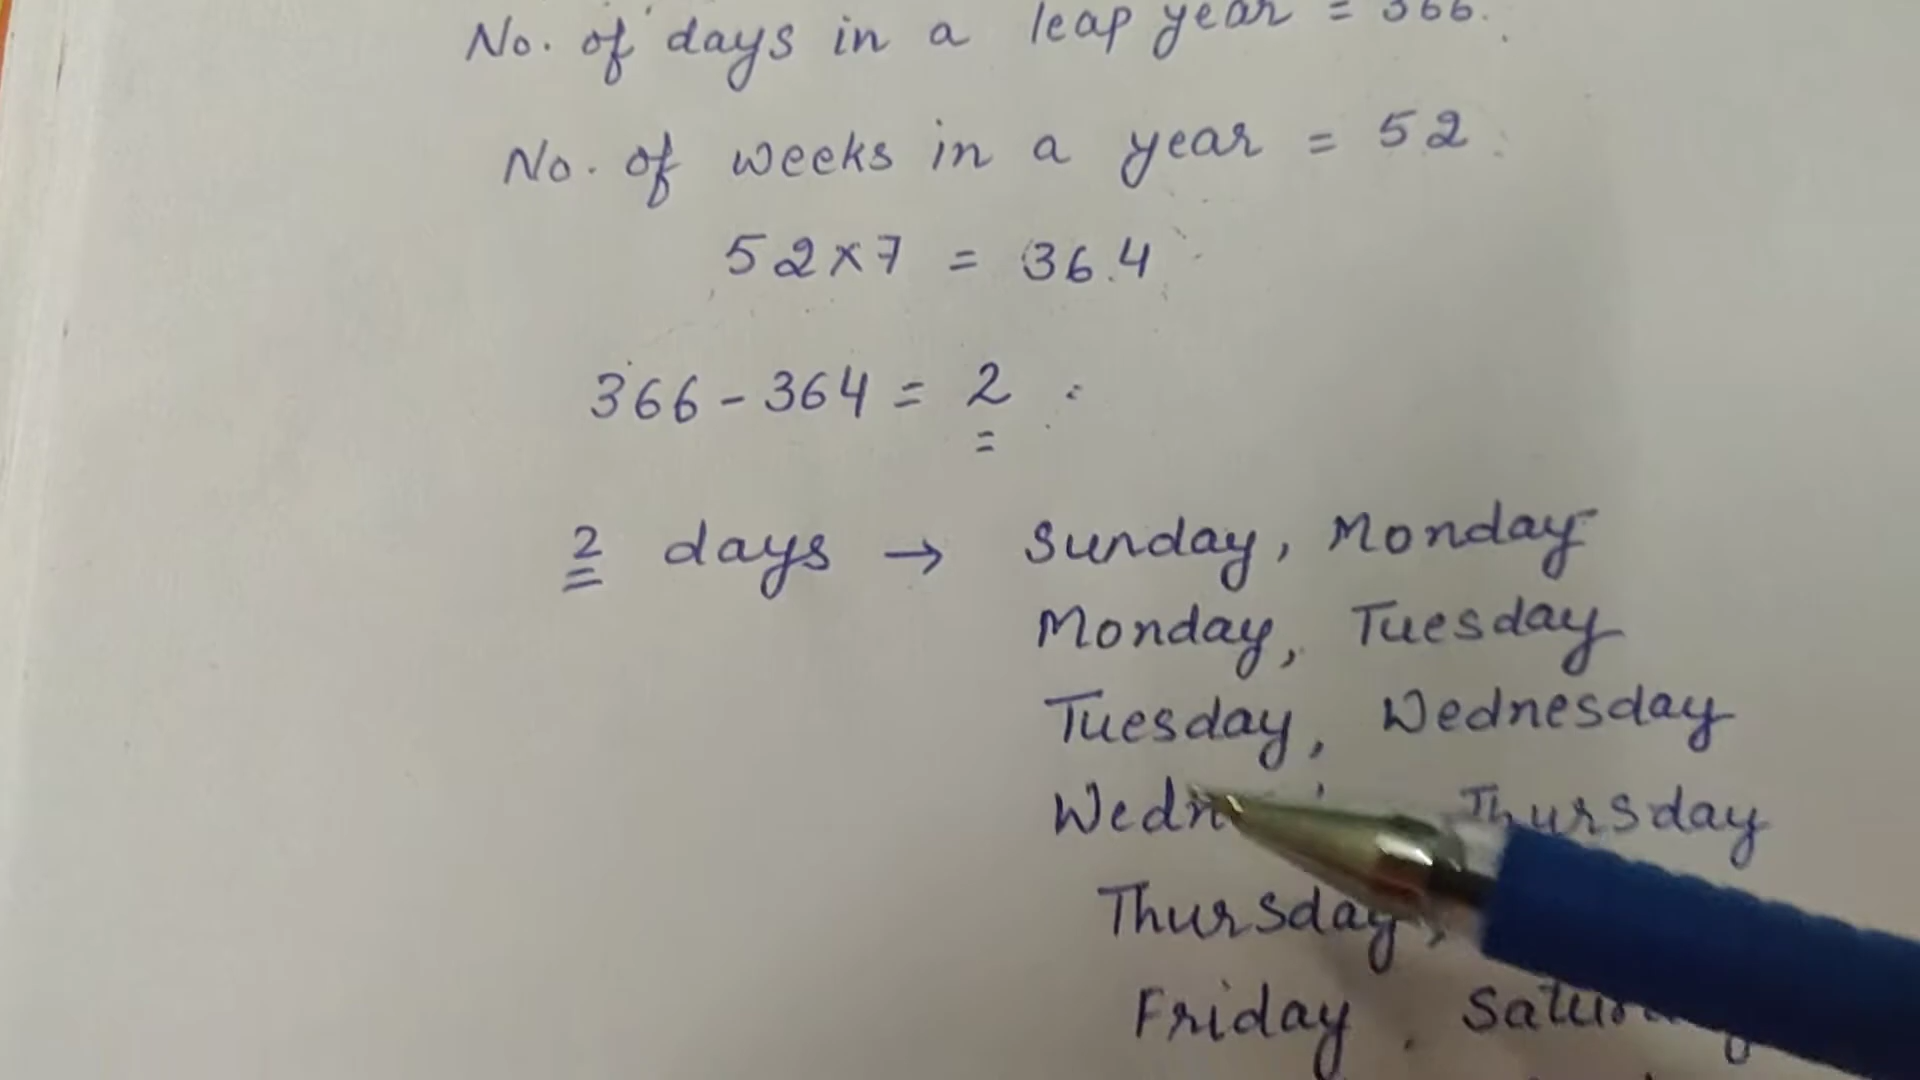 No. of days in a leap year = 366.
No. of weeks in a year = 52
52×7 = 364
366-364 = 2
2 days → Sunday, Monday
Monday, Tuesday
Tuesday, Wednesday
Thursday
Thursday,
Friday, Saturday